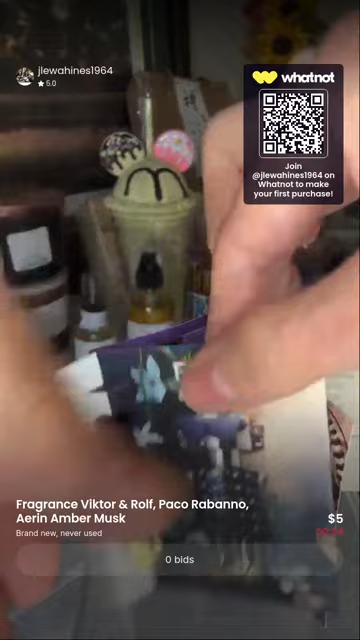 jlewahines1964
★ 5.0
whatnot
Join
@jlewahines1964 on
Whatnot to make
your first purchase!
Fragrance Viktor & Rolf, Paco Rabanno,
Aerin Amber Musk
$5
Brand new, never used
0 bids